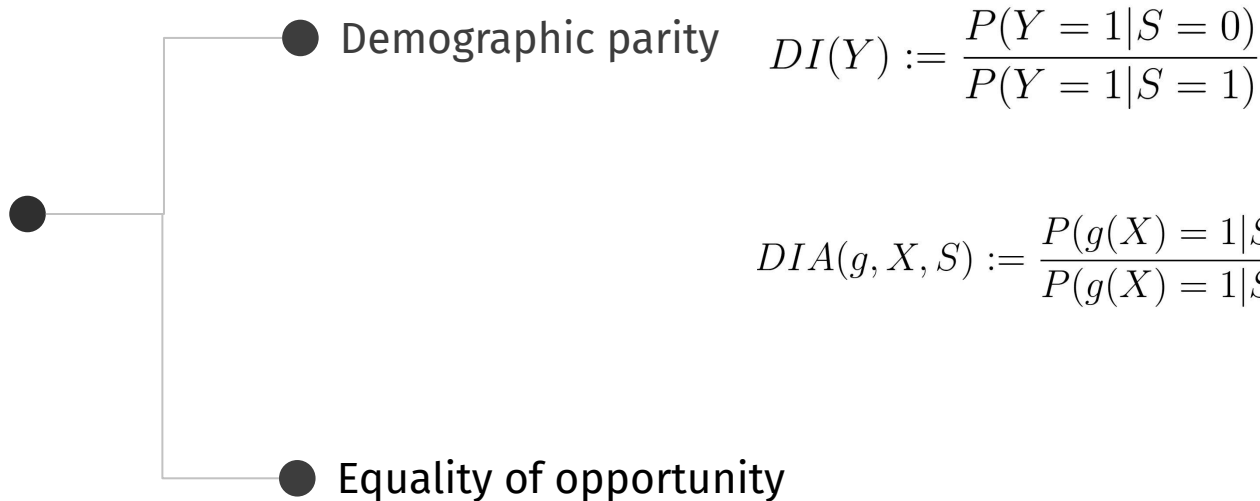 Demographic parity
DI(Y) := P(Y = 1|S = 0) / P(Y = 1|S = 1)
DIA(g, X, S) := P(g(X) = 1|S / P(g(X) = 1|S
Equality of opportunity